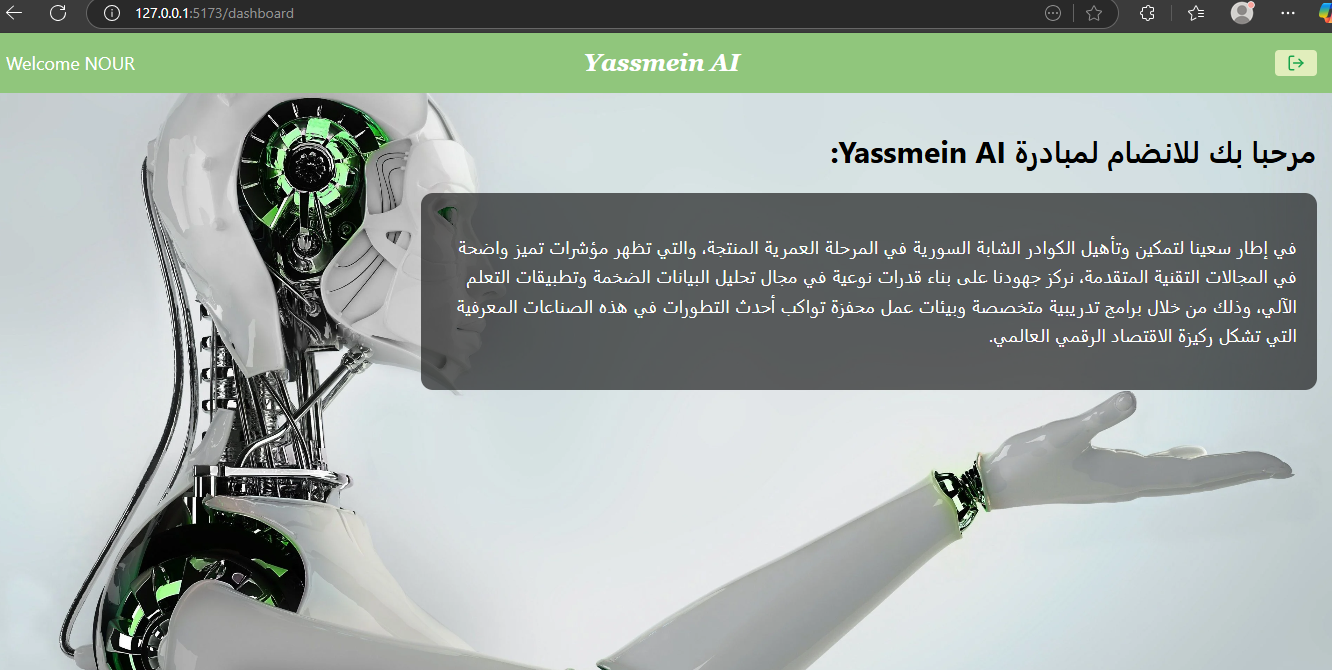 127.0.0.1:5173/dashboard
Welcome NOUR
Yassmein AI
مرحبا بك للانضام لمبادرة Yassmein AI:
في إطار سعينا لتمكين وتأهيل الكوادر الشابة السورية في المرحلة العمرية المنتجة، والتي تظهر مؤشرات تميز واضحة
في المجالات التقنية المتقدمة، نركز جهودنا على بناء قدرات نوعية في مجال تحليل البيانات الضخمة وتطبيقات التعلم
الآلي، وذلك من خلال برامج تدريبية متخصصة وبيئات عمل محفزة تواكب أحدث التطورات في هذه الصناعات المعرفية
التي تشكل ركيزة الاقتصاد الرقمي العالمي.